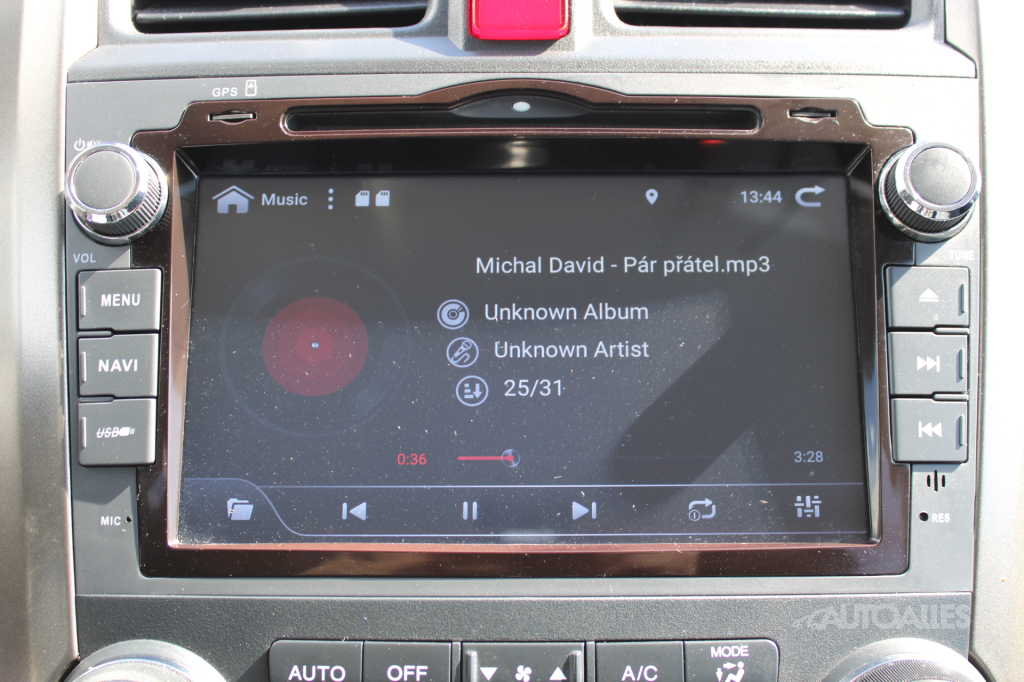 GPS
Music
13:44
VOL
TUNE
Michal David - Pár přátel.mp3
MENU
Unknown Album
NAVI
Unknown Artist
25/31
USB
0:36
3:28
MIC
RES
AUTOALLES
AUTO
OFF
A/C
MODE